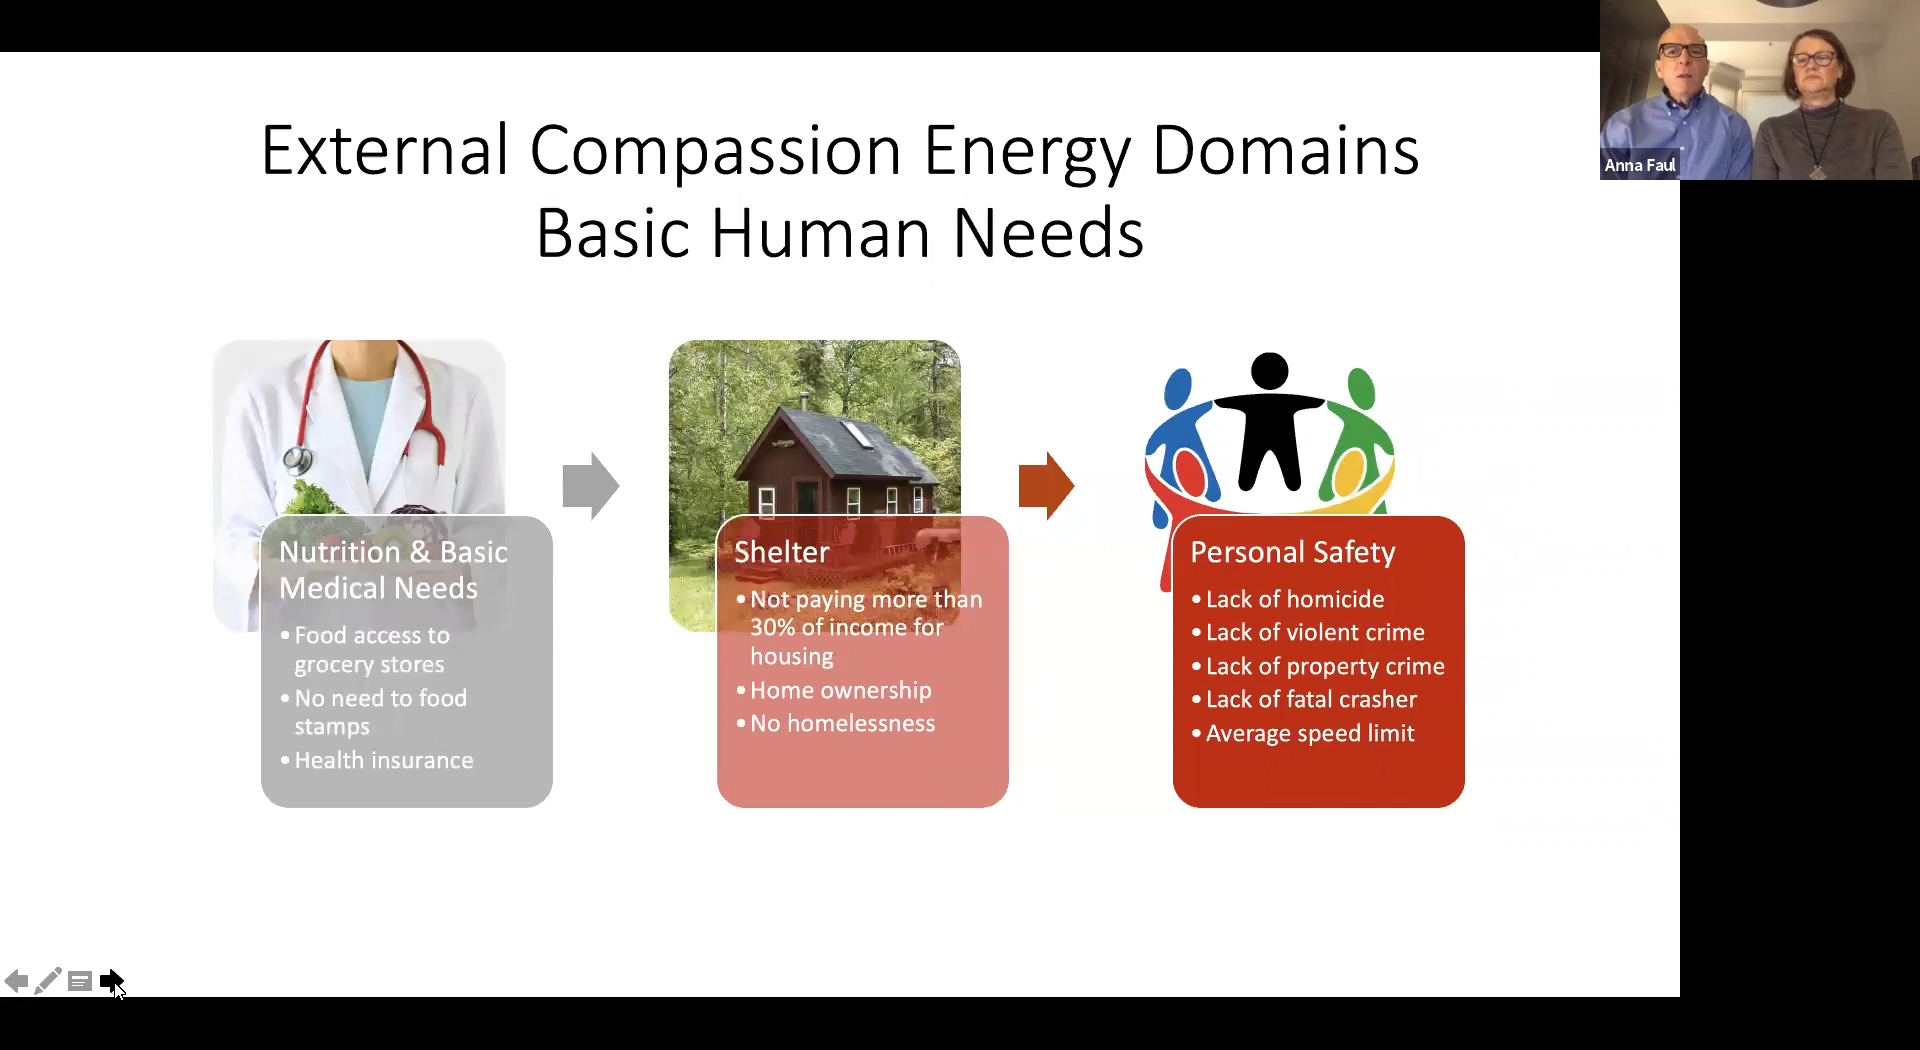 External Compassion Energy Domains
Basic Human Needs
Anna Faul
Nutrition & Basic
Medical Needs
• Food access to
grocery stores
• No need to food
stamps
• Health insurance
Shelter
• Not paying more than
30% of income for
housing
• Home ownership
• No homelessness
Personal Safety
• Lack of homicide
• Lack of violent crime
• Lack of property crime
• Lack of fatal crasher
• Average speed limit